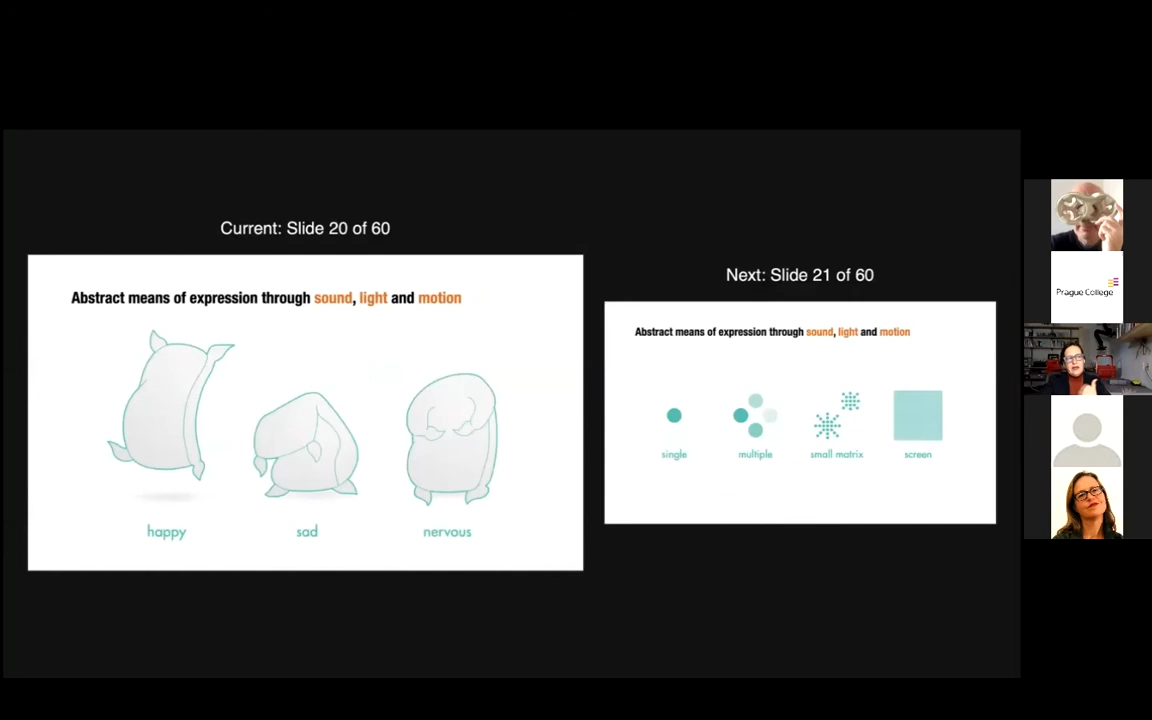 Current: Slide 20 of 60
Abstract means of expression through sound, light and motion
happy
sad
nervous
Next: Slide 21 of 60
Abstract means of expression through sound, light and motion
single
multiple
small matrix
screen
Prague College